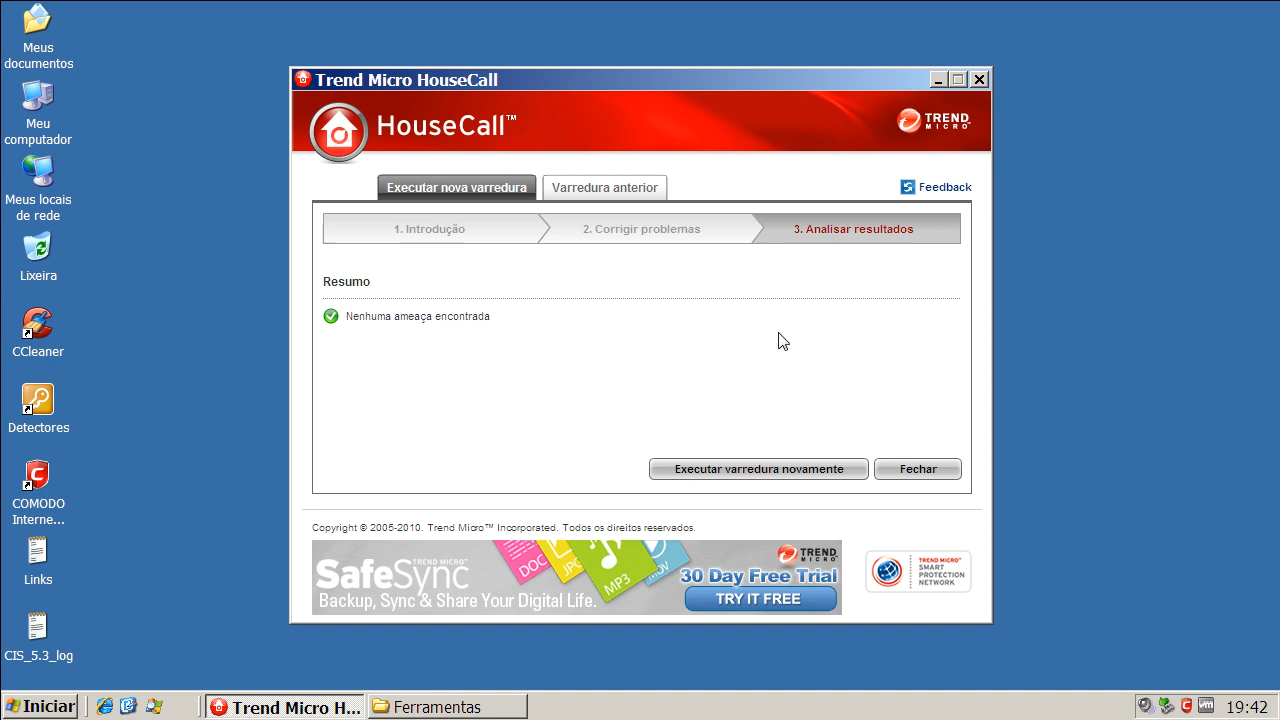 Meus
documentos
Meu
computador
Meus locais
de rede
Lixeira
CCleaner
Detectores
COMODO
Interne...
Links
CIS_5.3_log
Trend Micro HouseCall
HouseCall™
TREND
MICRO
Executar nova varredura
Varredura anterior
Feedback
1. Introdução
2. Corrigir problemas
3. Analisar resultados
Resumo
Nenhuma ameaça encontrada
Executar varredura novamente
Fechar
Copyright © 2005-2010. Trend Micro™ Incorporated. Todos os direitos reservados.
TREND MICRO™
SafeSync
Backup, Sync & Share Your Digital Life.
DOC
JPG
MP3
MOV
TREND
MICRO
30 Day Free Trial
TRY IT FREE
TREND MICRO™
SMART
PROTECTION
NETWORK
Iniciar
Trend Micro H...
Ferramentas
vm
19:42